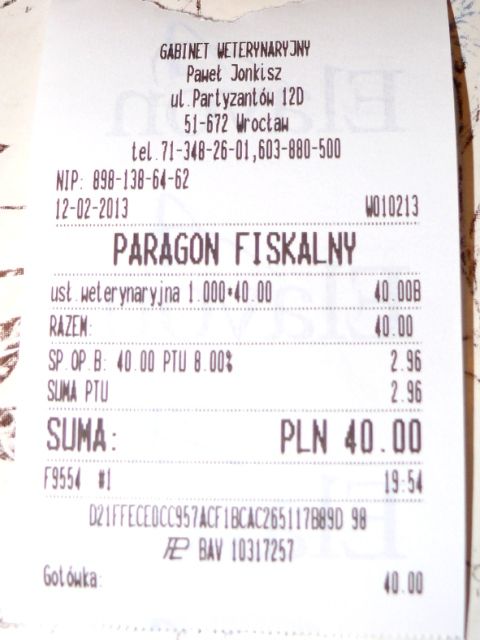 GABINET WETERYNARYJNY
Paweł Jonkisz
ul.Partyzantów 12D
51-672 Wrocław
tel.71-348-26-01,603-880-500
NIP: 898-138-64-62
12-02-2013 W010213
PARAGON FISKALNY
usł.weterynaryjna 1.000*40.00 40.00B
RAZEM: 40.00
SP.OP.B: 40.00 PTU 8.00% 2.96
SUMA PTU 2.96
SUMA: PLN 40.00
F9554 #1 19:54
D21FFECE0CC957ACF1BCAC265117B89D 98
BAV 10317257
Gotówka: 40.00